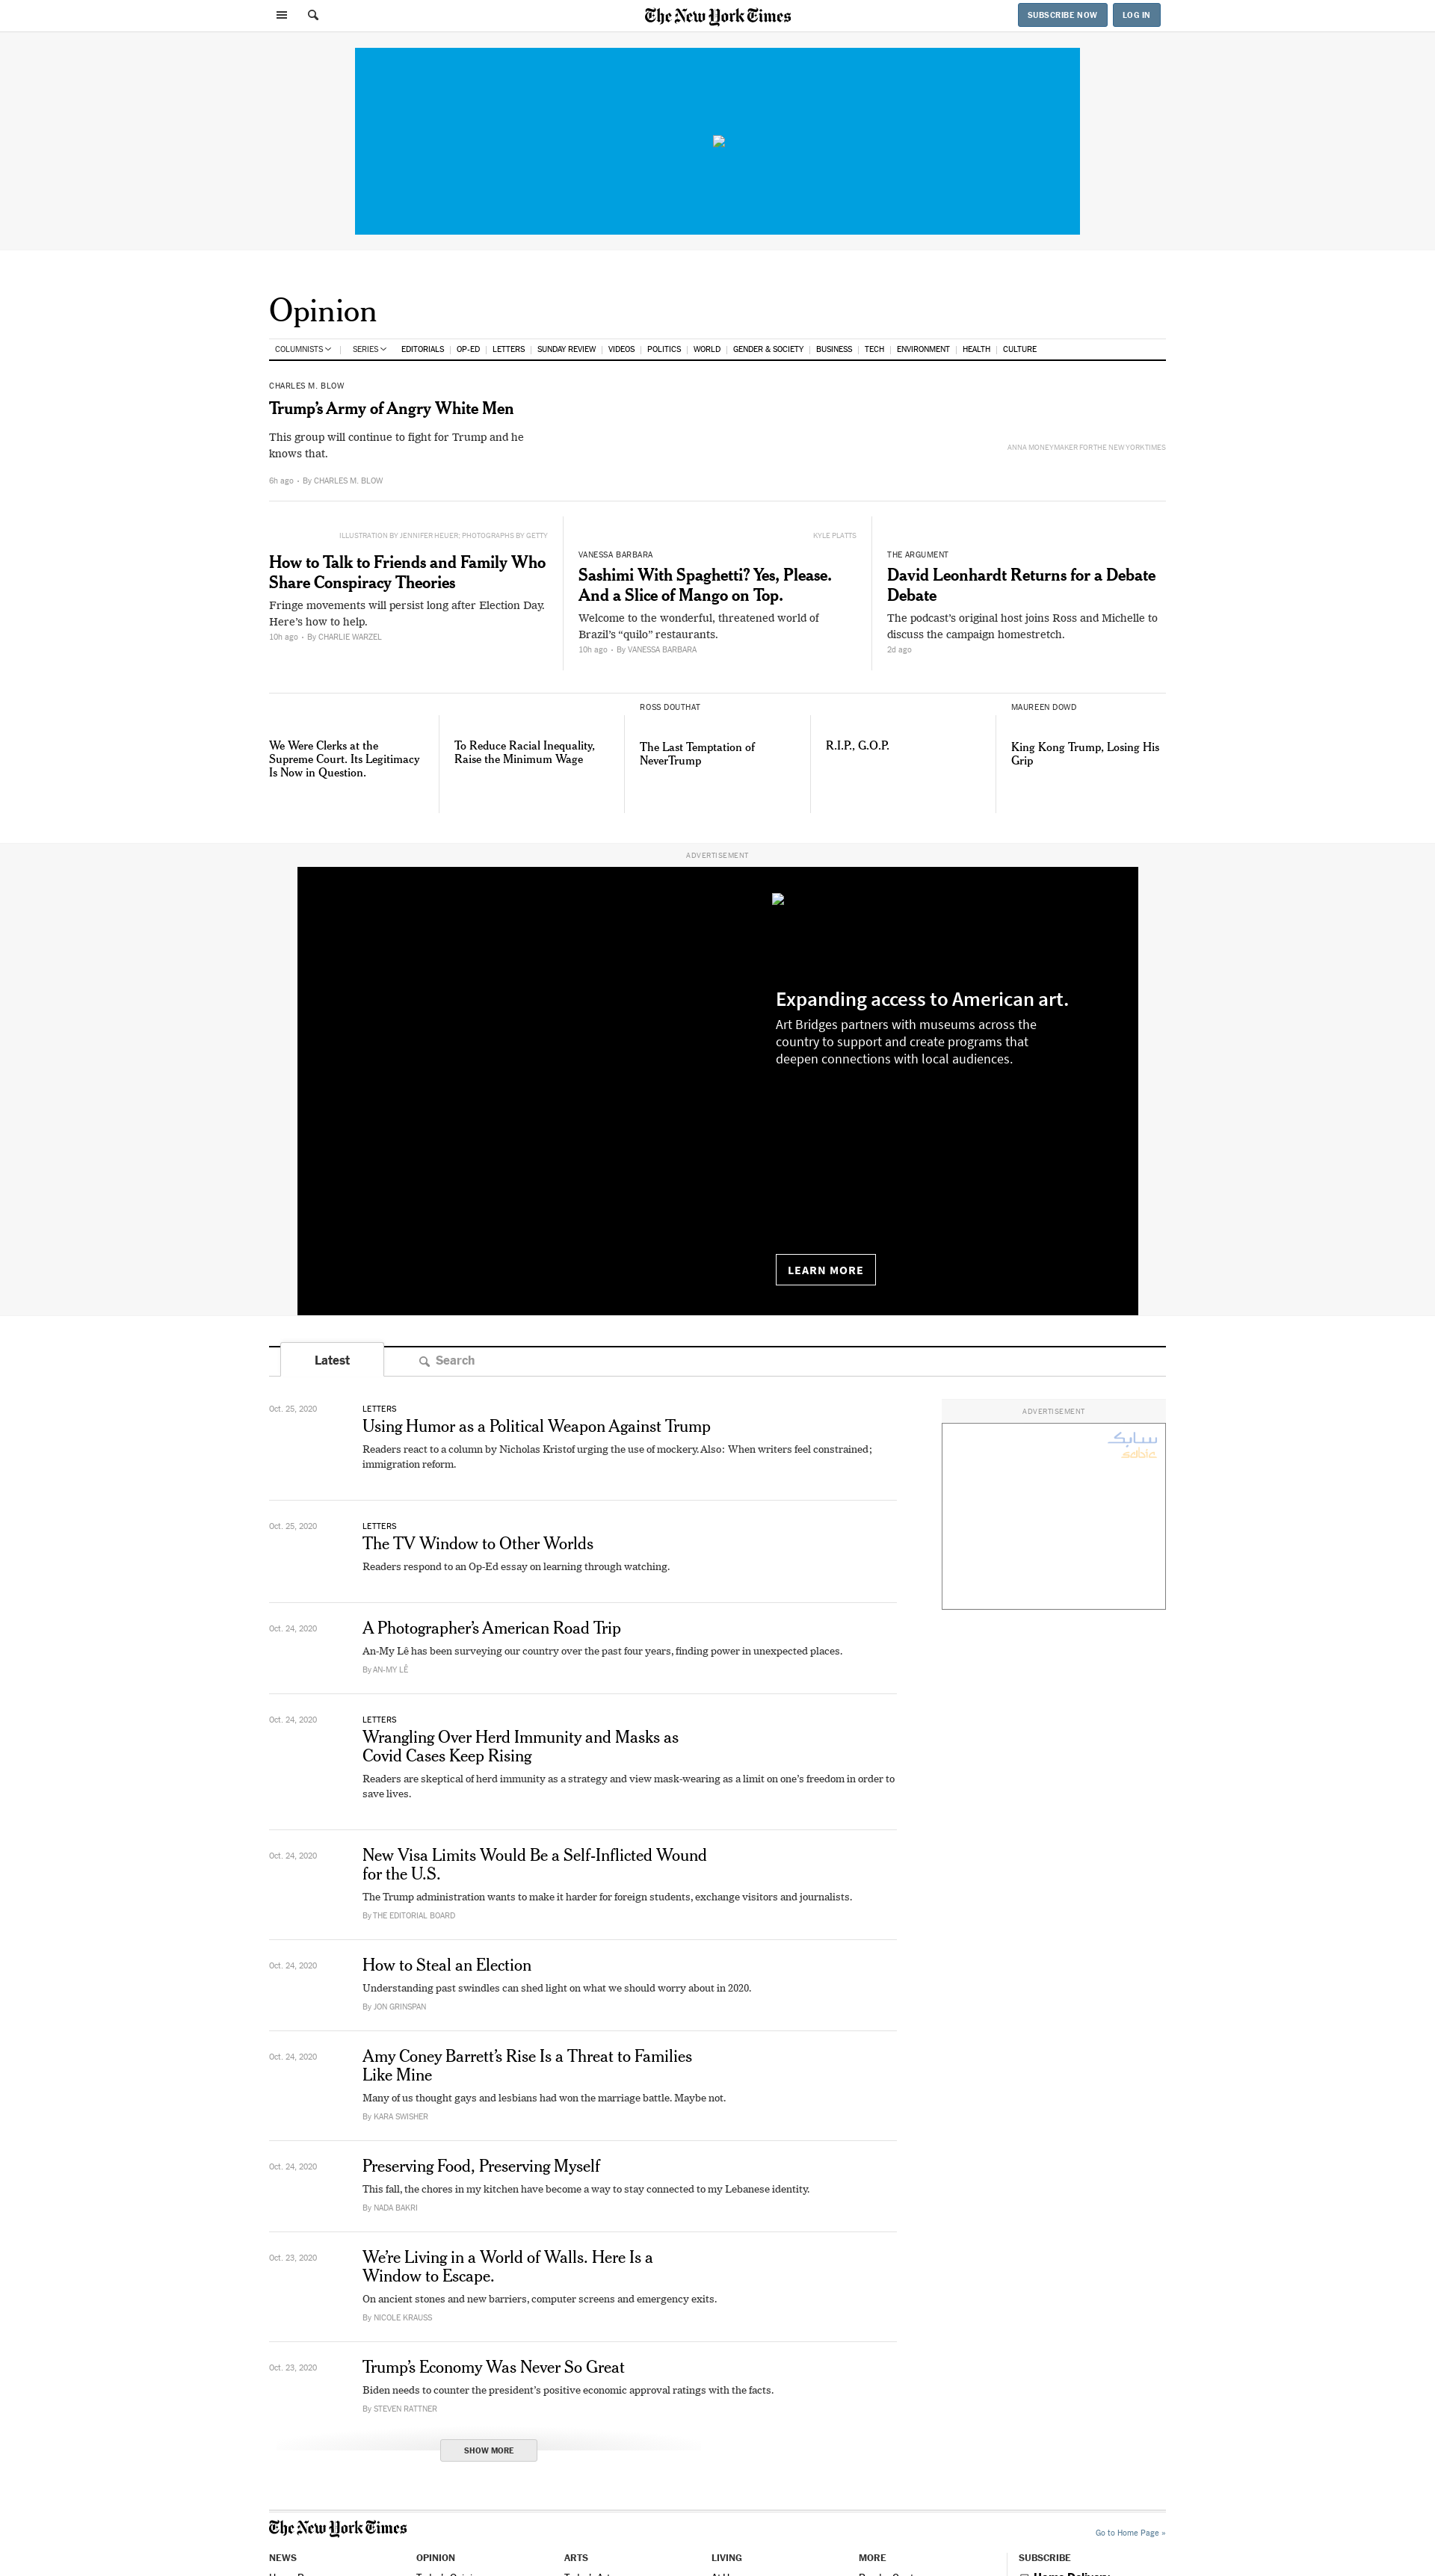 The New York Times
SUBSCRIBE NOW
LOG IN
Opinion
COLUMNISTS
SERIES
EDITORIALS
OP-ED
LETTERS
SUNDAY REVIEW
VIDEOS
POLITICS
WORLD
GENDER & SOCIETY
BUSINESS
TECH
ENVIRONMENT
HEALTH
CULTURE
CHARLES M. BLOW
Trump’s Army of Angry White Men
This group will continue to fight for Trump and he
knows that.
6h ago • By CHARLES M. BLOW
ANNA MONEYMAKER FOR THE NEW YORK TIMES
ILLUSTRATION BY JENNIFER HEUER; PHOTOGRAPHS BY GETTY
How to Talk to Friends and Family Who
Share Conspiracy Theories
Fringe movements will persist long after Election Day.
Here’s how to help.
10h ago • By CHARLIE WARZEL
KYLE PLATTS
VANESSA BARBARA
Sashimi With Spaghetti? Yes, Please.
And a Slice of Mango on Top.
Welcome to the wonderful, threatened world of
Brazil’s “quilo” restaurants.
10h ago • By VANESSA BARBARA
THE ARGUMENT
David Leonhardt Returns for a Debate
Debate
The podcast’s original host joins Ross and Michelle to
discuss the campaign homestretch.
2d ago
We Were Clerks at the
Supreme Court. Its Legitimacy
Is Now in Question.
To Reduce Racial Inequality,
Raise the Minimum Wage
ROSS DOUTHAT
The Last Temptation of
NeverTrump
R.I.P., G.O.P.
MAUREEN DOWD
King Kong Trump, Losing His
Grip
ADVERTISEMENT
Expanding access to American art.
Art Bridges partners with museums across the
country to support and create programs that
deepen connections with local audiences.
LEARN MORE
Latest
Search
Oct. 25, 2020
LETTERS
Using Humor as a Political Weapon Against Trump
Readers react to a column by Nicholas Kristof urging the use of mockery. Also: When writers feel constrained;
immigration reform.
ADVERTISEMENT
سابك
sabic
Oct. 25, 2020
LETTERS
The TV Window to Other Worlds
Readers respond to an Op-Ed essay on learning through watching.
Oct. 24, 2020
A Photographer’s American Road Trip
An-My Lê has been surveying our country over the past four years, finding power in unexpected places.
By AN-MY LÊ
Oct. 24, 2020
LETTERS
Wrangling Over Herd Immunity and Masks as
Covid Cases Keep Rising
Readers are skeptical of herd immunity as a strategy and view mask-wearing as a limit on one’s freedom in order to
save lives.
Oct. 24, 2020
New Visa Limits Would Be a Self-Inflicted Wound
for the U.S.
The Trump administration wants to make it harder for foreign students, exchange visitors and journalists.
By THE EDITORIAL BOARD
Oct. 24, 2020
How to Steal an Election
Understanding past swindles can shed light on what we should worry about in 2020.
By JON GRINSPAN
Oct. 24, 2020
Amy Coney Barrett’s Rise Is a Threat to Families
Like Mine
Many of us thought gays and lesbians had won the marriage battle. Maybe not.
By KARA SWISHER
Oct. 24, 2020
Preserving Food, Preserving Myself
This fall, the chores in my kitchen have become a way to stay connected to my Lebanese identity.
By NADA BAKRI
Oct. 23, 2020
We’re Living in a World of Walls. Here Is a
Window to Escape.
On ancient stones and new barriers, computer screens and emergency exits.
By NICOLE KRAUSS
Oct. 23, 2020
Trump’s Economy Was Never So Great
Biden needs to counter the president’s positive economic approval ratings with the facts.
By STEVEN RATTNER
SHOW MORE
The New York Times
Go to Home Page »
NEWS
OPINION
ARTS
LIVING
MORE
SUBSCRIBE